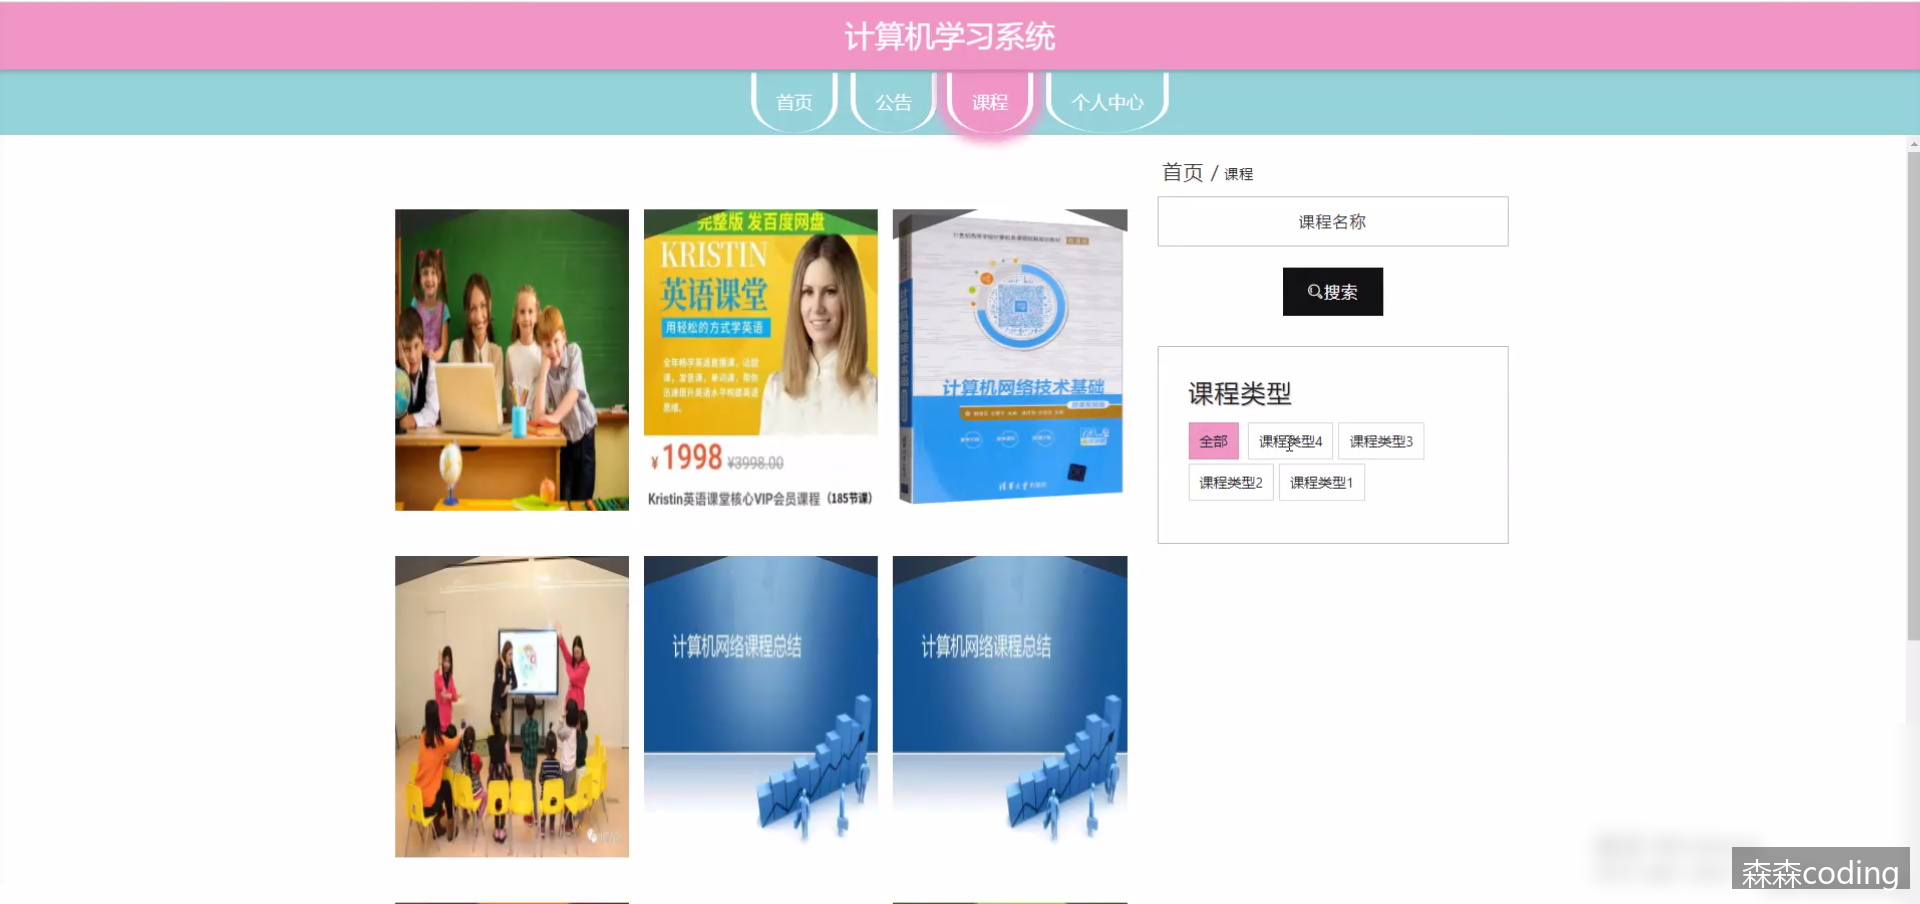 计算机学习系统
首页
公告
课程
个人中心
首页 / 课程
课程名称
搜索
课程类型
全部
课程类型4
课程类型3
课程类型2
课程类型1
完整版 发百度网盘
KRISTIN
英语课堂
用轻松的方式学英语
¥1998 ¥3998.00
Kristin英语课堂核心VIP会员课程（185节课）
计算机网络技术基础
清华大学出版社
计算机网络课程总结
计算机网络课程总结
森森coding